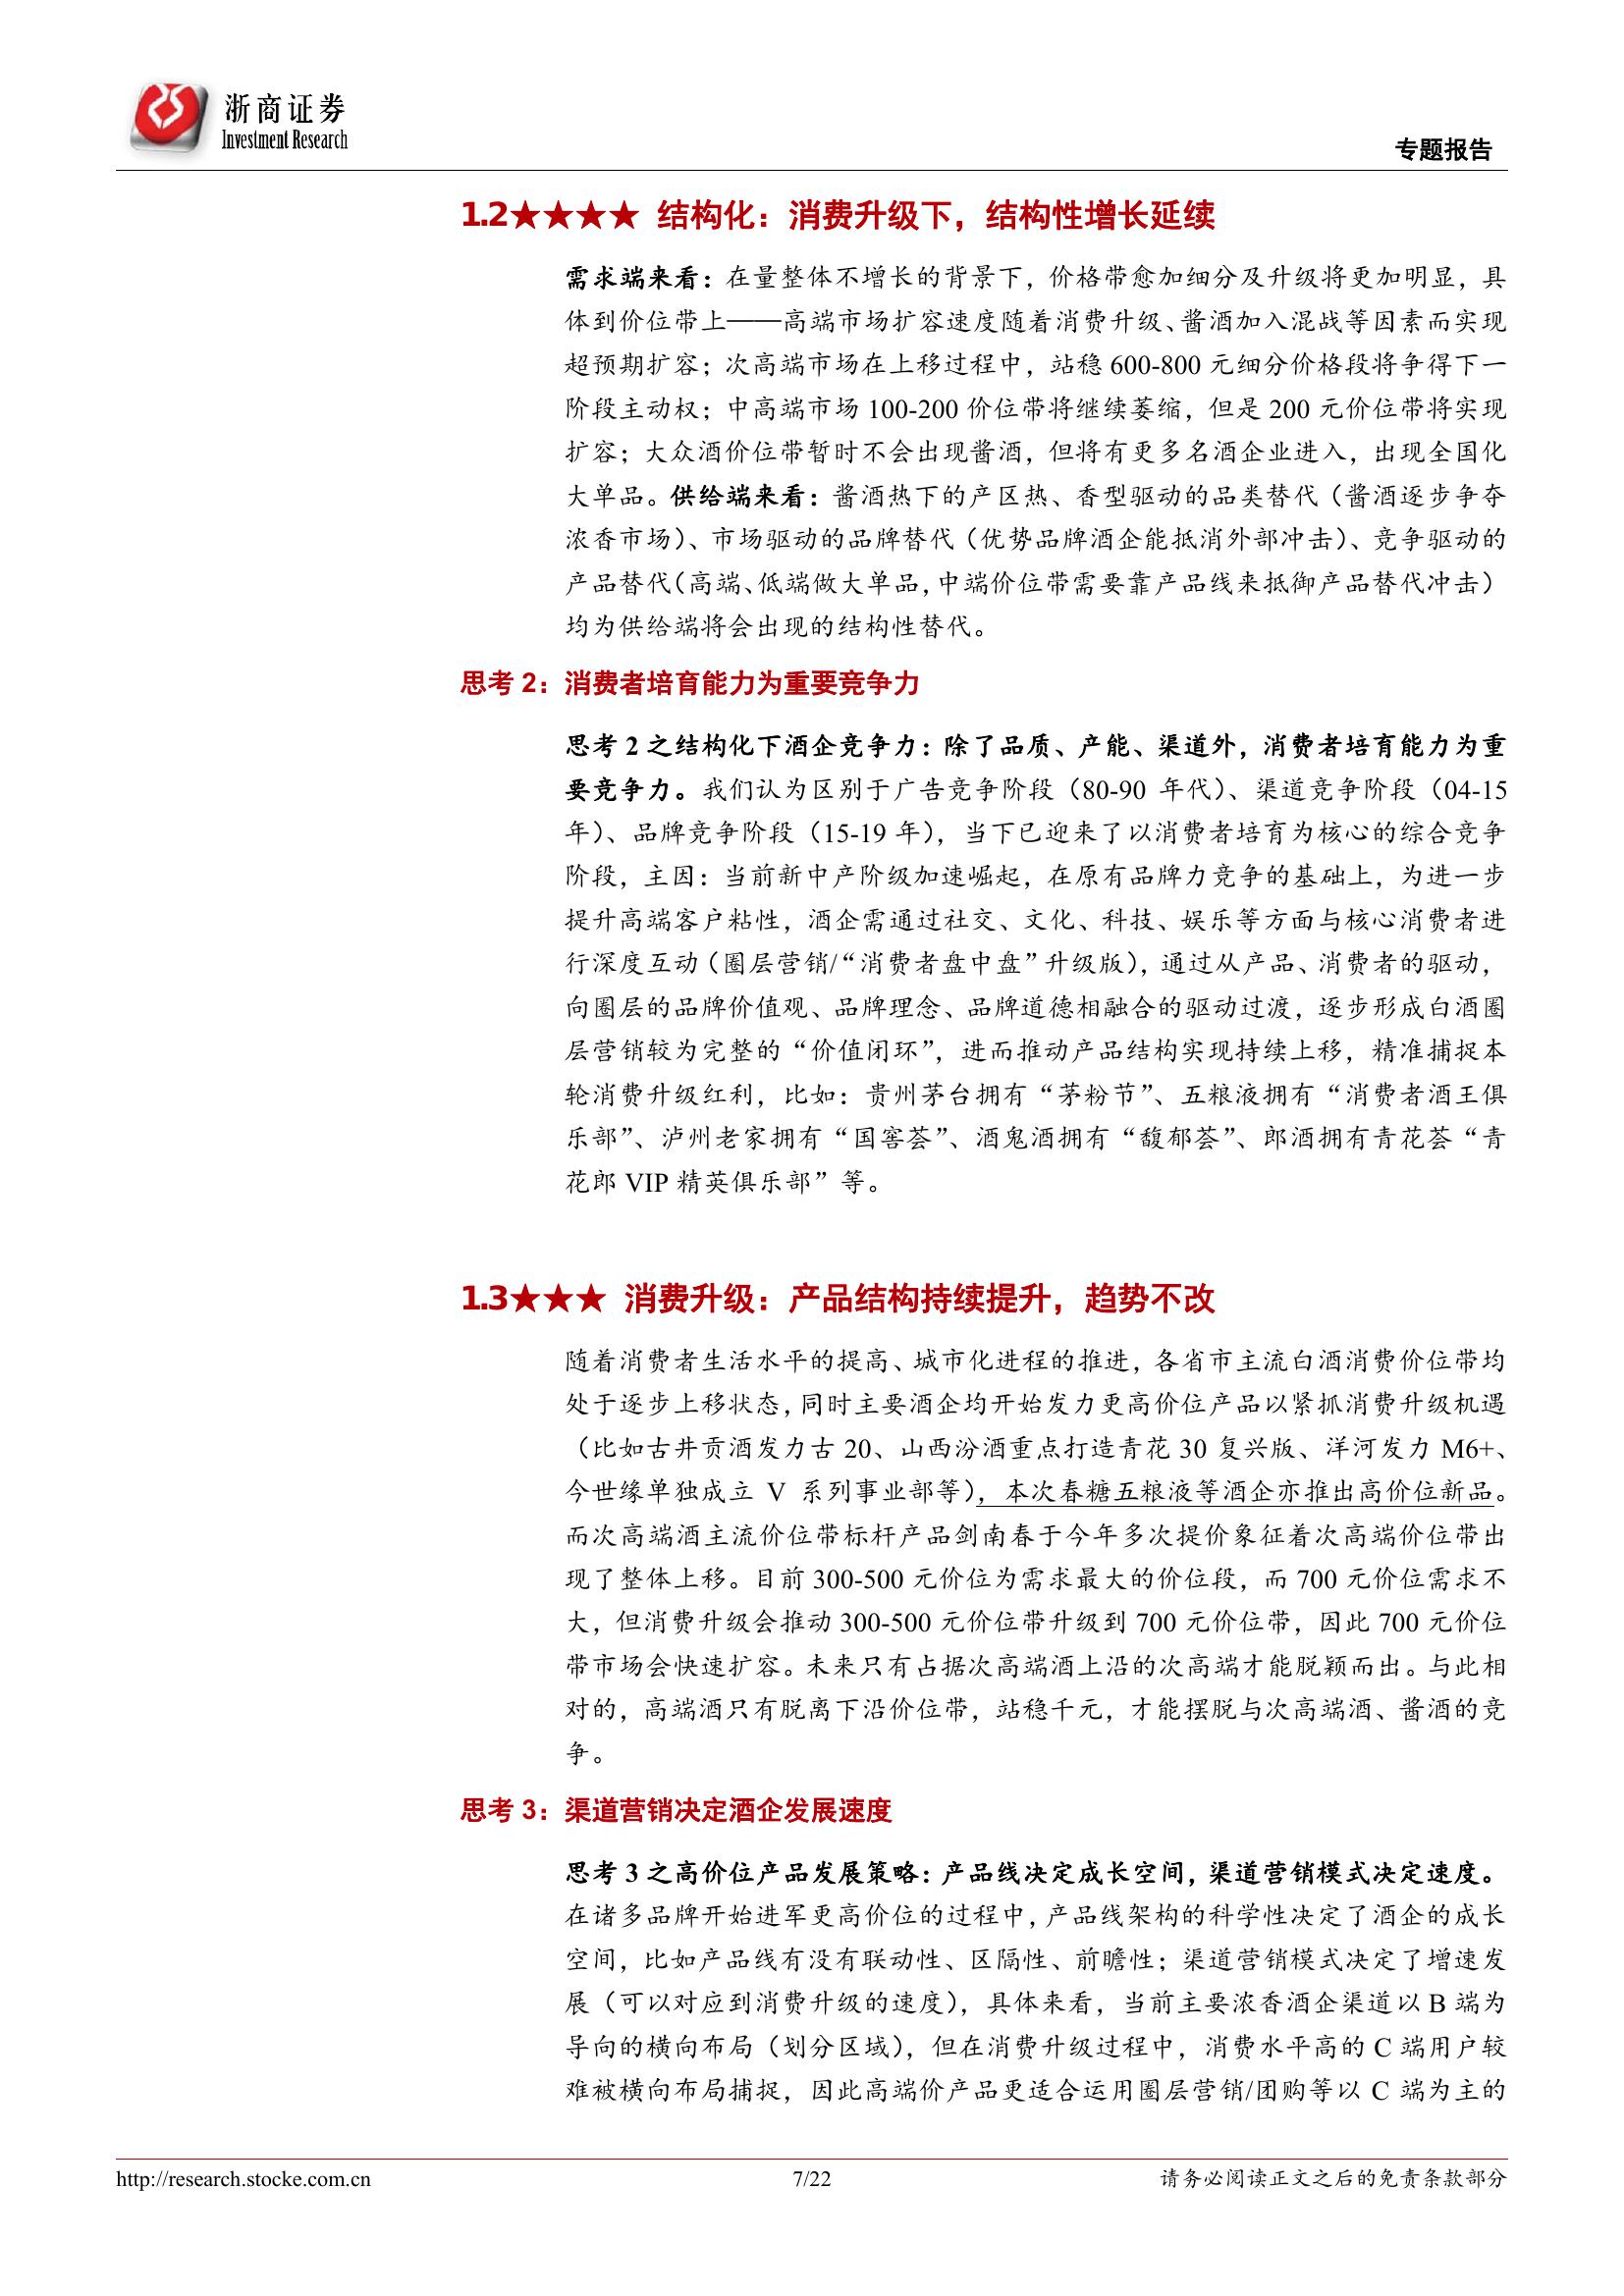 浙商证券
Investment Research
专题报告
1.2★★★★ 结构化：消费升级下，结构性增长延续
需求端来看：在量整体不增长的背景下，价格带愈加细分及升级将更加明显，具
体到价位带上——高端市场扩容速度随着消费升级、酱酒加入混战等因素而实现
超预期扩容；次高端市场在上移过程中，站稳 600-800 元细分价格段将争得下一
阶段主动权；中高端市场 100-200 价位带将继续萎缩，但是 200 元价位带将实现
扩容；大众酒价位带暂时不会出现酱酒，但将有更多名酒企业进入，出现全国化
大单品。供给端来看：酱酒热下的产区热、香型驱动的品类替代（酱酒逐步争夺
浓香市场）、市场驱动的品牌替代（优势品牌酒企能抵消外部冲击）、竞争驱动的
产品替代（高端、低端做大单品，中端价位带需要靠产品线来抵御产品替代冲击）
均为供给端将会出现的结构性替代。
思考 2：消费者培育能力为重要竞争力
思考 2 之结构化下酒企竞争力：除了品质、产能、渠道外，消费者培育能力为重
要竞争力。我们认为区别于广告竞争阶段（80-90 年代）、渠道竞争阶段（04-15
年）、品牌竞争阶段（15-19 年），当下已迎来了以消费者培育为核心的综合竞争
阶段，主因：当前新中产阶级加速崛起，在原有品牌力竞争的基础上，为进一步
提升高端客户粘性，酒企需通过社交、文化、科技、娱乐等方面与核心消费者进
行深度互动（圈层营销/“消费者盘中盘”升级版），通过从产品、消费者的驱动，
向圈层的品牌价值观、品牌理念、品牌道德相融合的驱动过渡，逐步形成白酒圈
层营销较为完整的“价值闭环”，进而推动产品结构实现持续上移，精准捕捉本
轮消费升级红利，比如：贵州茅台拥有“茅粉节”、五粮液拥有“消费者酒王俱
乐部”、泸州老家拥有“国窖荟”、酒鬼酒拥有“馥郁荟”、郎酒拥有青花荟“青
花郎 VIP 精英俱乐部”等。
1.3★★★ 消费升级：产品结构持续提升，趋势不改
随着消费者生活水平的提高、城市化进程的推进，各省市主流白酒消费价位带均
处于逐步上移状态，同时主要酒企均开始发力更高价位产品以紧抓消费升级机遇
（比如古井贡酒发力古 20、山西汾酒重点打造青花 30 复兴版、洋河发力 M6+、
今世缘单独成立 V 系列事业部等），本次春糖五粮液等酒企亦推出高价位新品。
而次高端酒主流价位带标杆产品剑南春于今年多次提价象征着次高端价位带出
现了整体上移。目前 300-500 元价位为需求最大的价位段，而 700 元价位需求不
大，但消费升级会推动 300-500 元价位带升级到 700 元价位带，因此 700 元价位
带市场会快速扩容。未来只有占据次高端酒上沿的次高端才能脱颖而出。与此相
对的，高端酒只有脱离下沿价位带，站稳千元，才能摆脱与次高端酒、酱酒的竞
争。
思考 3：渠道营销决定酒企发展速度
思考 3 之高价位产品发展策略：产品线决定成长空间，渠道营销模式决定速度。
在诸多品牌开始进军更高价位的过程中，产品线架构的科学性决定了酒企的成长
空间，比如产品线有没有联动性、区隔性、前瞻性；渠道营销模式决定了增速发
展（可以对应到消费升级的速度），具体来看，当前主要浓香酒企渠道以 B 端为
导向的横向布局（划分区域），但在消费升级过程中，消费水平高的 C 端用户较
难被横向布局捕捉，因此高端价产品更适合运用圈层营销/团购等以 C 端为主的
http://research.stocke.com.cn
7/22
请务必阅读正文之后的免责条款部分